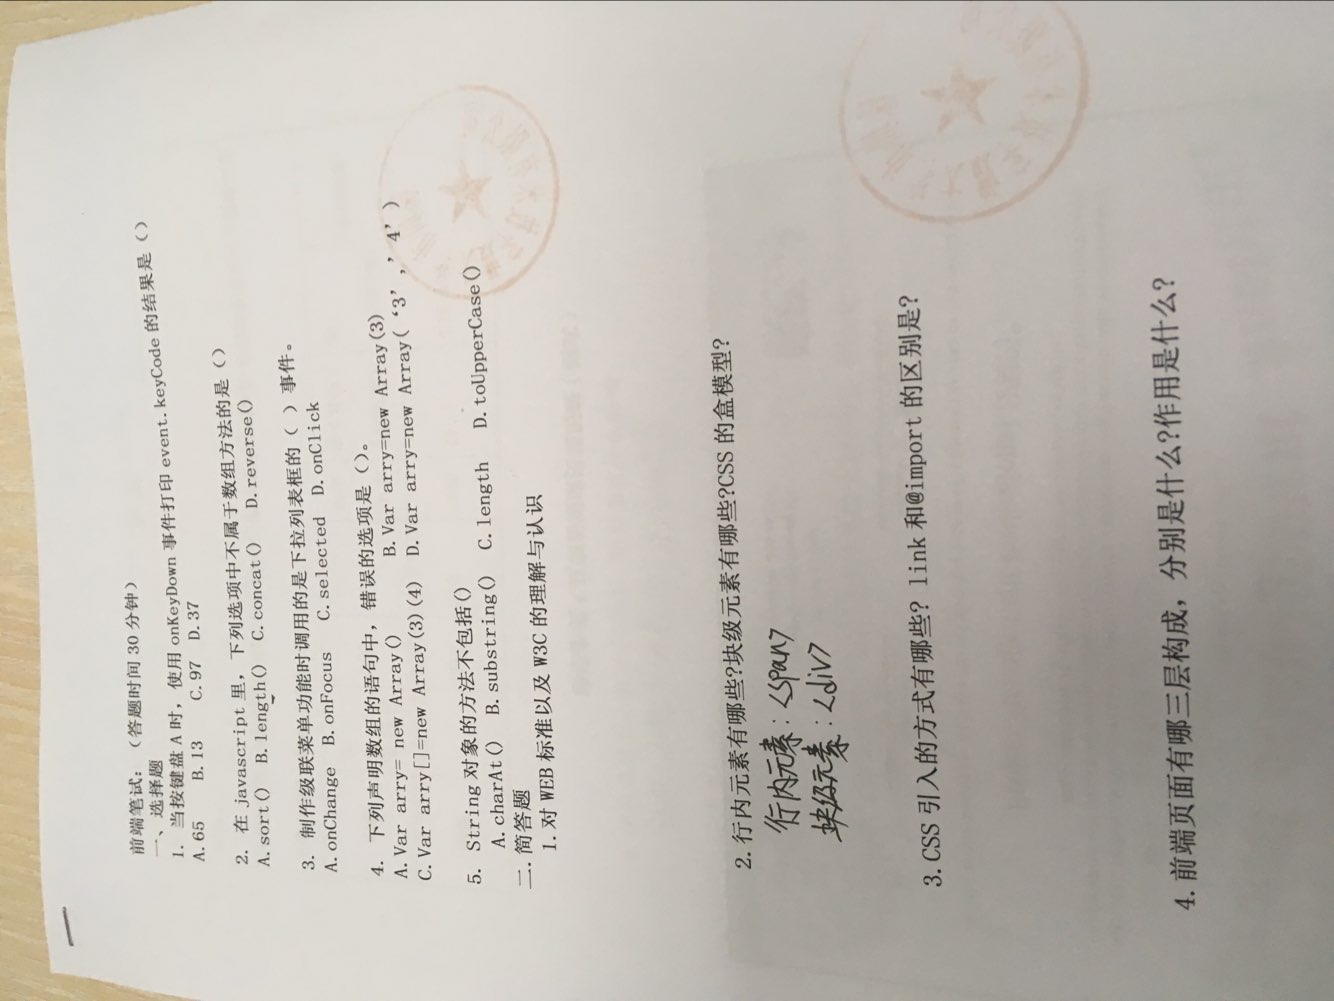 前端笔试：（答题时间 30 分钟）
一、选择题
1. 当按键盘 A 时，使用 onKeyDown 事件打印 event.keyCode 的结果是（）
A.65 B.13 C.97 D.37
2. 在 javascript 里，下列选项中不属于数组方法的是（）
A.sort() B.length() C.concat() D.reverse()
3. 制作级联菜单功能时调用的是下拉列表框的（ ）事件。
A.onChange B.onFocus C.selected D.onClick
4. 下列声明数组的语句中，错误的选项是（）。
A.Var arry= new Array() B.Var arry=new Array(3)
C.Var arry[]=new Array(3)(4) D.Var arry=new Array(‘3’,’4’)
5. String 对象的方法不包括()
A.charAt() B.substring() C.length D.toUpperCase()
二.简答题
1.对 WEB 标准以及 W3C 的理解与认识
2.行内元素有哪些?块级元素有哪些?CSS 的盒模型?
行内元素：<span>
块级元素：<div>
3.CSS 引入的方式有哪些? link 和@import 的区别是?
4.前端页面有哪三层构成，分别是什么?作用是什么?